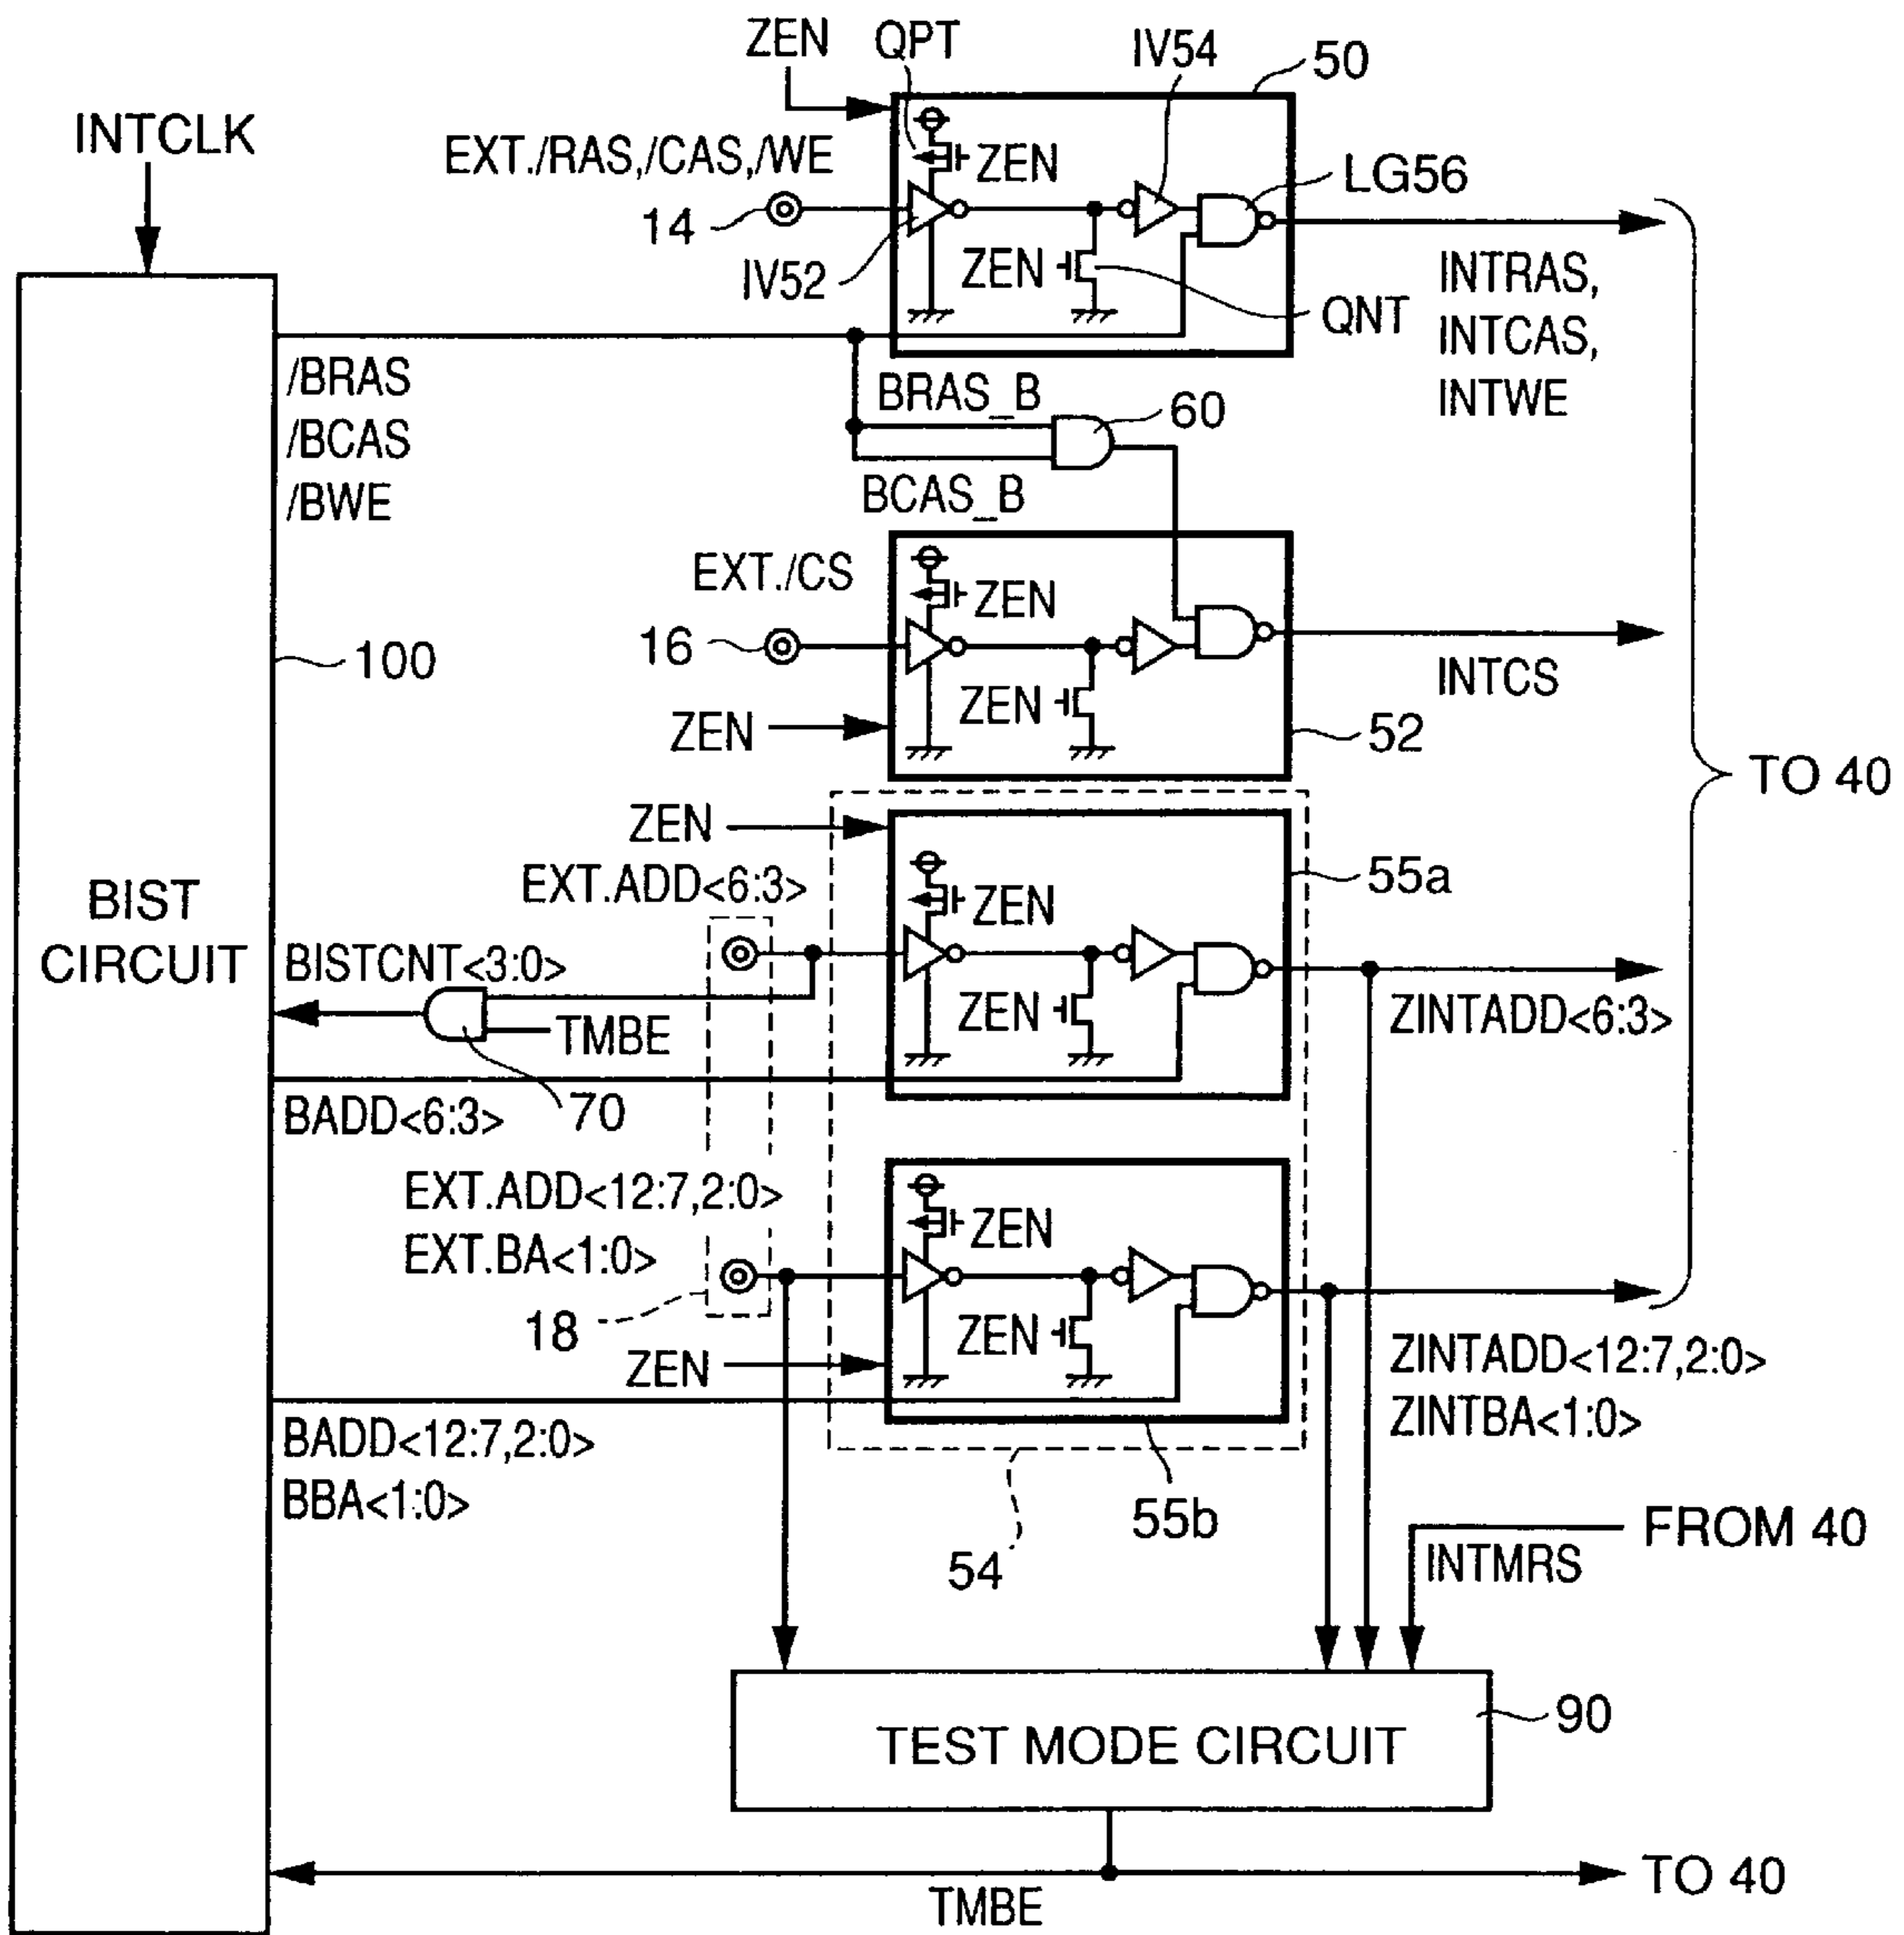 ZEN
QPT
IV54
50
INTCLK
EXT./RAS,/CAS,/WE
ZEN
LG56
14
IV52
ZEN
QNT
INTRAS,
INTCAS,
INTWE
/BRAS
/BCAS
/BWE
BRAS_B
60
BCAS_B
EXT./CS
ZEN
16
100
INTCS
ZEN
ZEN
52
TO 40
ZEN
EXT.ADD<6:3>
ZEN
55a
BIST
CIRCUIT
BISTCNT<3:0>
ZEN
ZINTADD<6:3>
TMBE
BADD<6:3>
70
EXT.ADD<12:7,2:0>
EXT.BA<1:0>
ZEN
18
ZEN
ZEN
ZINTADD<12:7,2:0>
ZINTBA<1:0>
BADD<12:7,2:0>
BBA<1:0>
55b
54
FROM 40
INTMRS
TEST MODE CIRCUIT
90
TMBE
TO 40